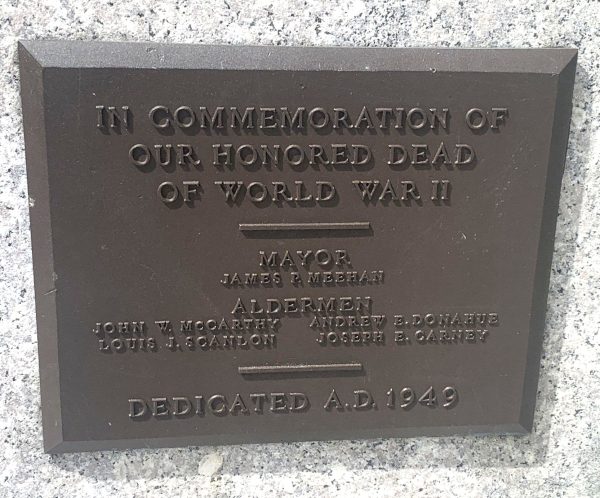 IN COMMEMORATION OF
OUR HONORED DEAD
OF WORLD WAR II
MAYOR
JAMES P. MEEHAN
ALDERMEN
JOHN W. McCARTHY ANDREW E. DONAHUE
LOUIS J. SCANLON JOSEPH E. CARNEY
DEDICATED A.D. 1949